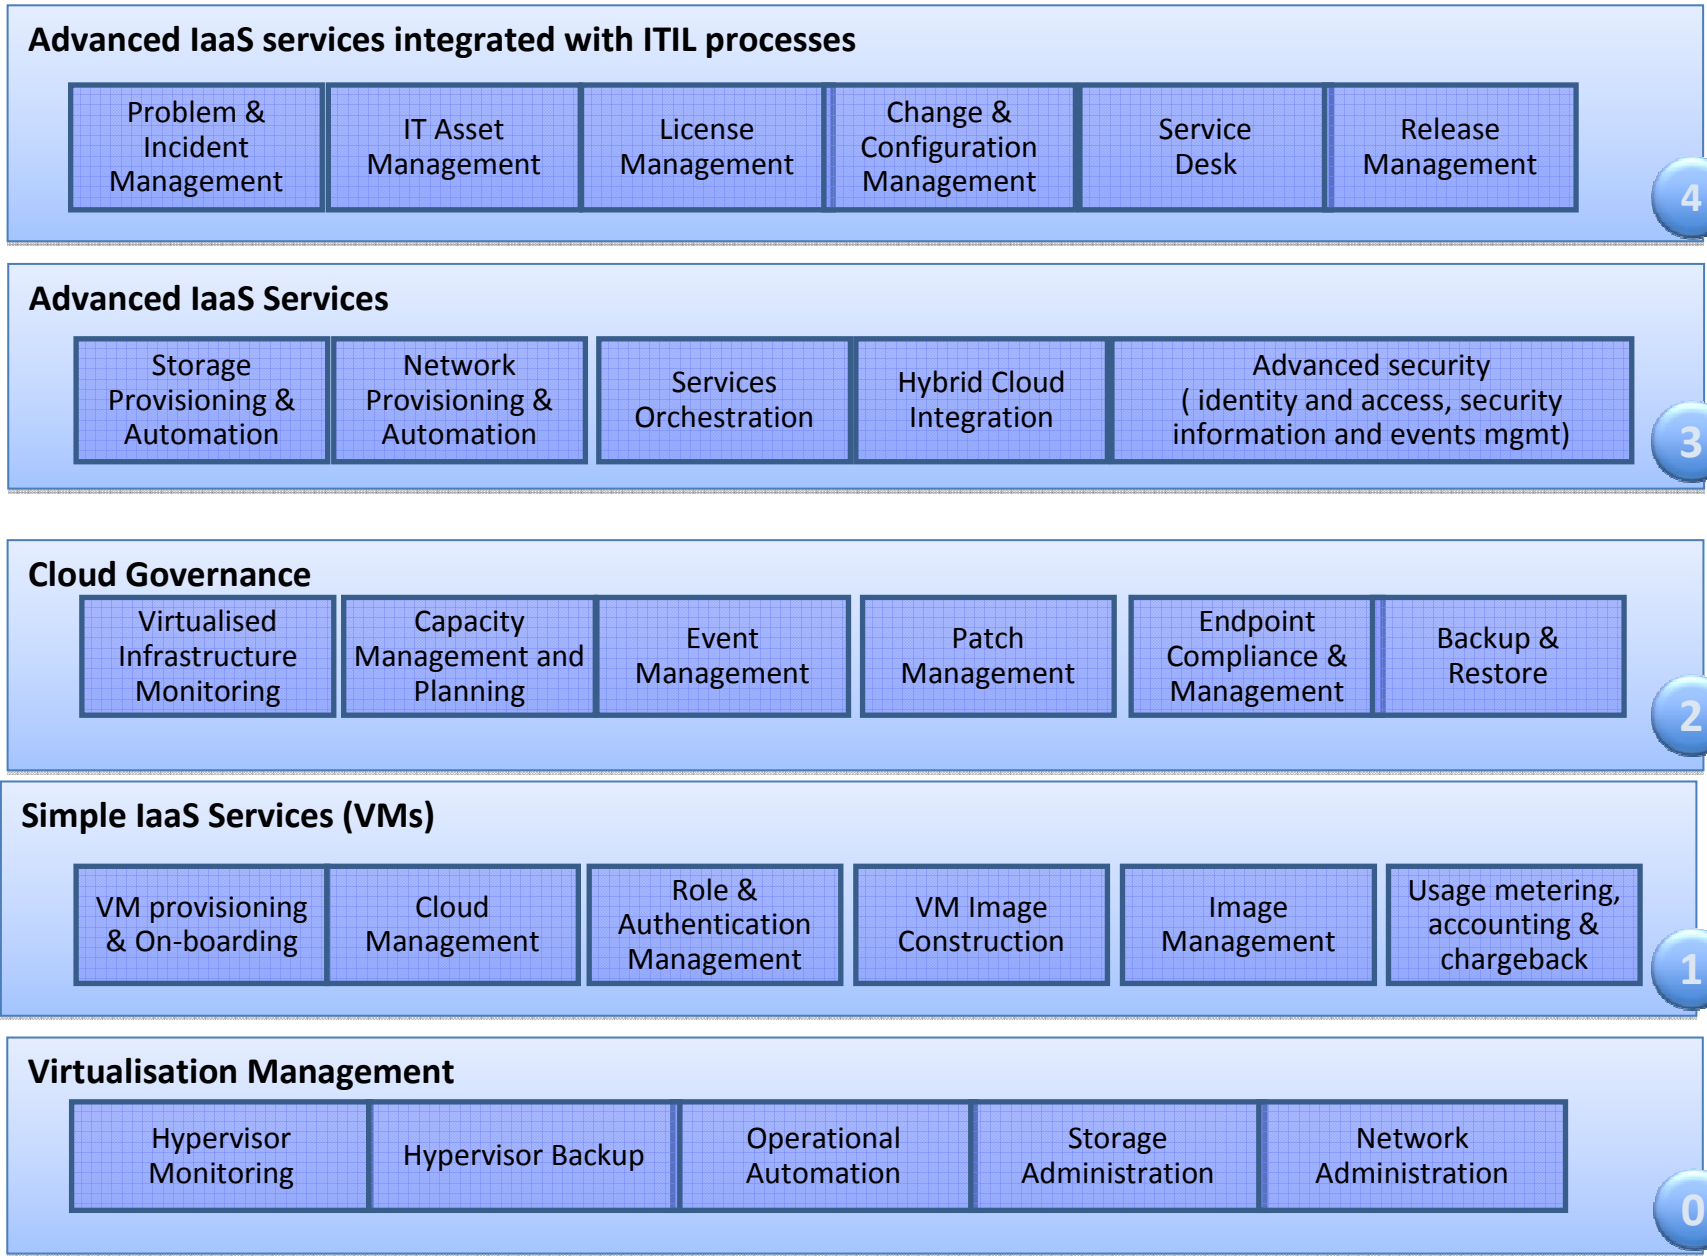 Advanced IaaS services integrated with ITIL processes
Problem &
Incident
Management
IT Asset
Management
License
Management
Change &
Configuration
Management
Service
Desk
Release
Management
4
Advanced IaaS Services
Storage
Provisioning &
Automation
Network
Provisioning &
Automation
Services
Orchestration
Hybrid Cloud
Integration
Advanced security
( identity and access, security
information and events mgmt)
3
Cloud Governance
Virtualised
Infrastructure
Monitoring
Capacity
Management and
Planning
Event
Management
Patch
Management
Endpoint
Compliance &
Management
Backup &
Restore
2
Simple IaaS Services (VMs)
VM provisioning
& On-boarding
Cloud
Management
Role &
Authentication
Management
VM Image
Construction
Image
Management
Usage metering,
accounting &
chargeback
1
Virtualisation Management
Hypervisor
Monitoring
Hypervisor Backup
Operational
Automation
Storage
Administration
Network
Administration
0